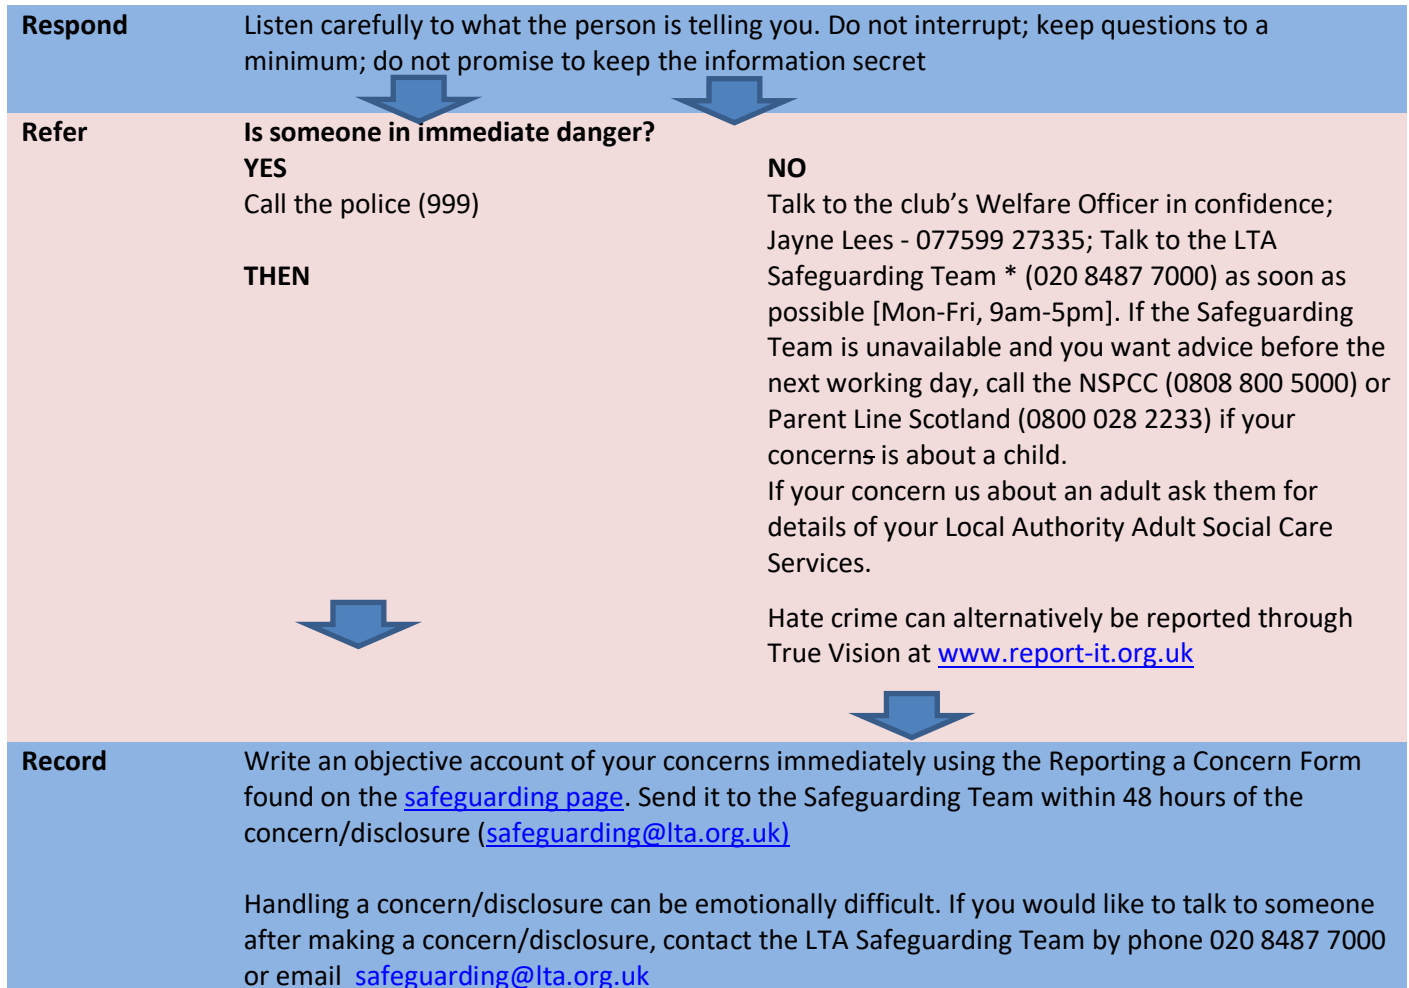 Respond
Listen carefully to what the person is telling you. Do not interrupt; keep questions to a
minimum; do not promise to keep the information secret
Refer
Is someone in immediate danger?
YES
Call the police (999)
THEN
NO
Talk to the club’s Welfare Officer in confidence;
Jayne Lees - 077599 27335; Talk to the LTA
Safeguarding Team * (020 8487 7000) as soon as
possible [Mon-Fri, 9am-5pm]. If the Safeguarding
Team is unavailable and you want advice before the
next working day, call the NSPCC (0808 800 5000) or
Parent Line Scotland (0800 028 2233) if your
concerns is about a child.
If your concern us about an adult ask them for
details of your Local Authority Adult Social Care
Services.
Hate crime can alternatively be reported through
True Vision at www.report-it.org.uk
Record
Write an objective account of your concerns immediately using the Reporting a Concern Form
found on the safeguarding page. Send it to the Safeguarding Team within 48 hours of the
concern/disclosure (safeguarding@lta.org.uk)
Handling a concern/disclosure can be emotionally difficult. If you would like to talk to someone
after making a concern/disclosure, contact the LTA Safeguarding Team by phone 020 8487 7000
or email safeguarding@lta.org.uk